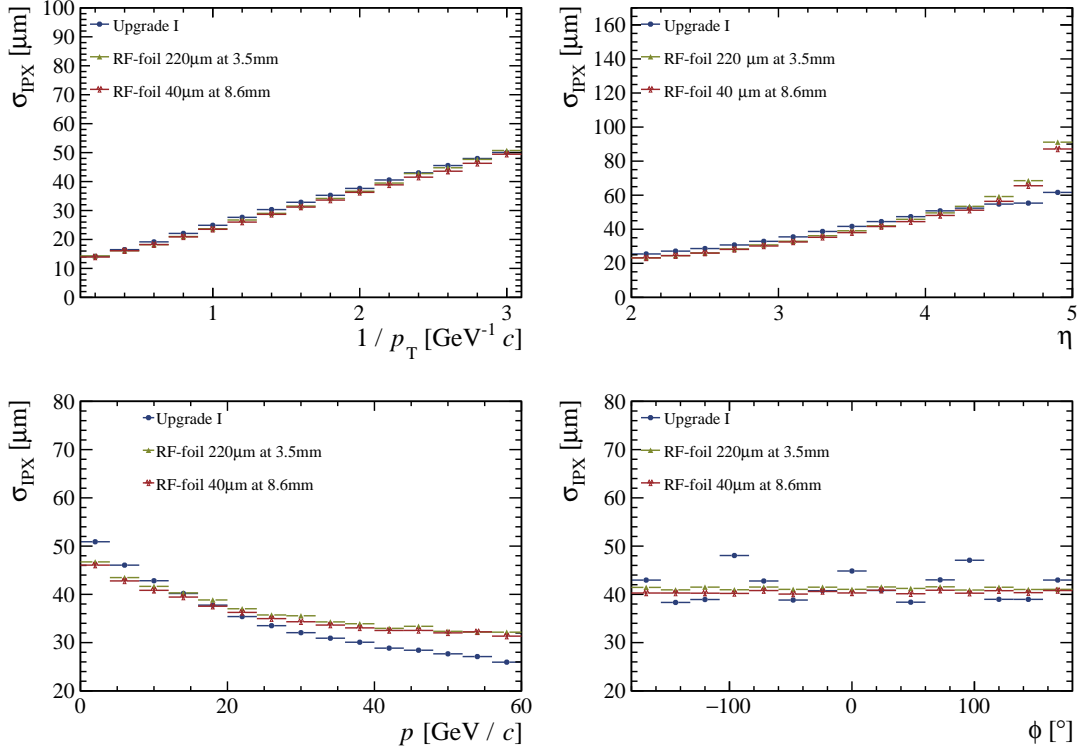 σ_IPX [μm]
100
90
80
70
60
50
40
30
20
10
0
Upgrade I
RF-foil 220μm at 3.5mm
RF-foil 40μm at 8.6mm
1 2 3
1 / p_T [GeV⁻¹ c]
σ_IPX [μm]
160
140
120
100
80
60
40
20
0
Upgrade I
RF-foil 220 μm at 3.5mm
RF-foil 40 μm at 8.6mm
2 3 4 5
η
σ_IPX [μm]
80
70
60
50
40
30
20
Upgrade I
RF-foil 220μm at 3.5mm
RF-foil 40μm at 8.6mm
0 20 40 60
p [GeV / c]
σ_IPX [μm]
80
70
60
50
40
30
20
Upgrade I
RF-foil 220μm at 3.5mm
RF-foil 40μm at 8.6mm
−100 0 100
ϕ [°]